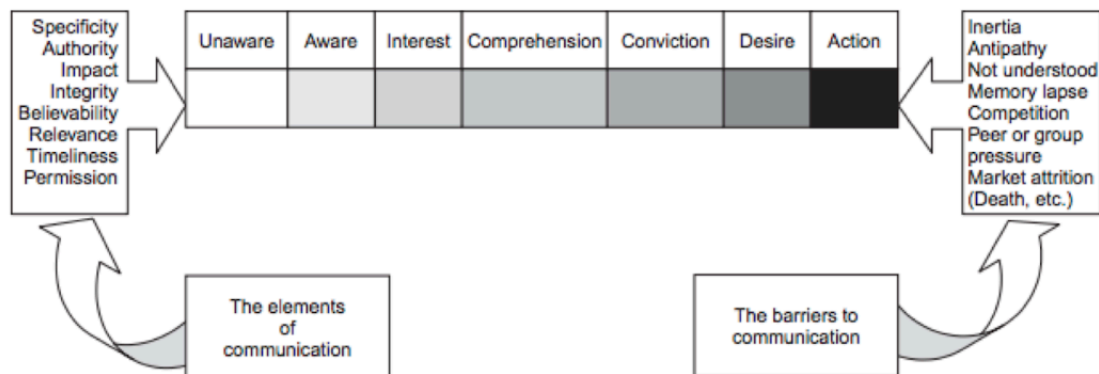 Specificity
Authority
Impact
Integrity
Believability
Relevance
Timeliness
Permission
Unaware Aware Interest Comprehension Conviction Desire Action
Inertia
Antipathy
Not understood
Memory lapse
Competition
Peer or group
pressure
Market attrition
(Death, etc.)
The elements
of
communication
The barriers to
communication